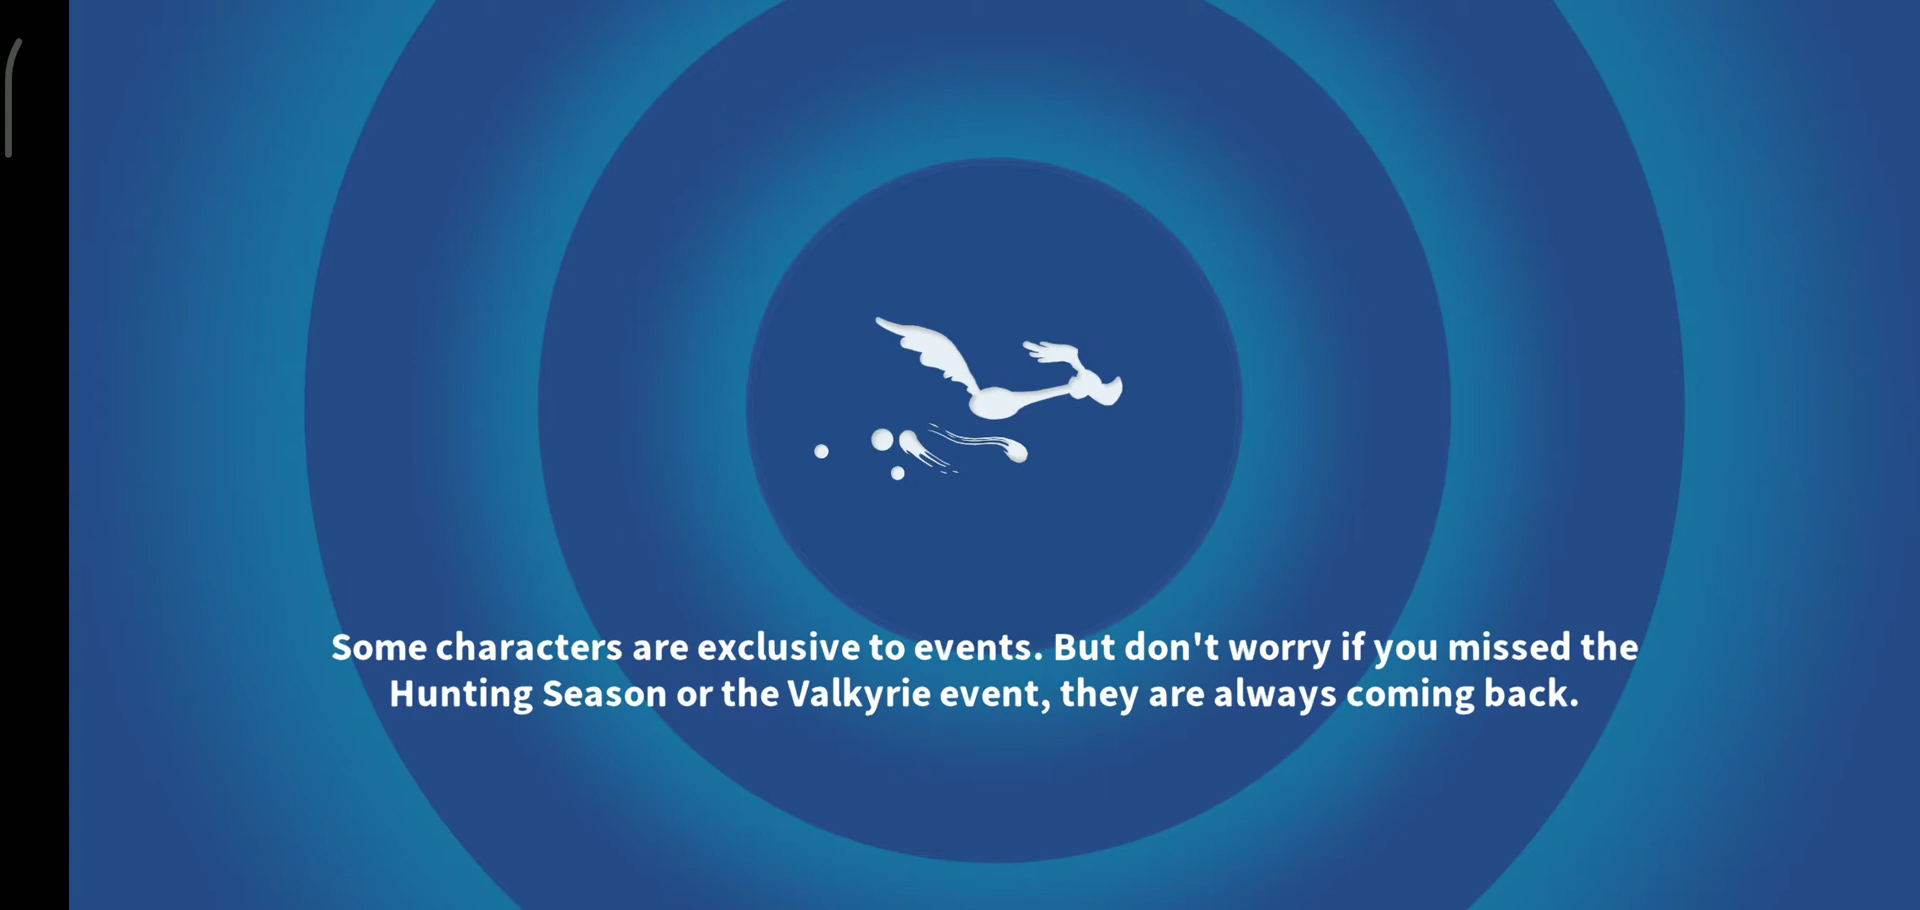 Some characters are exclusive to events. But don't worry if you missed the
Hunting Season or the Valkyrie event, they are always coming back.